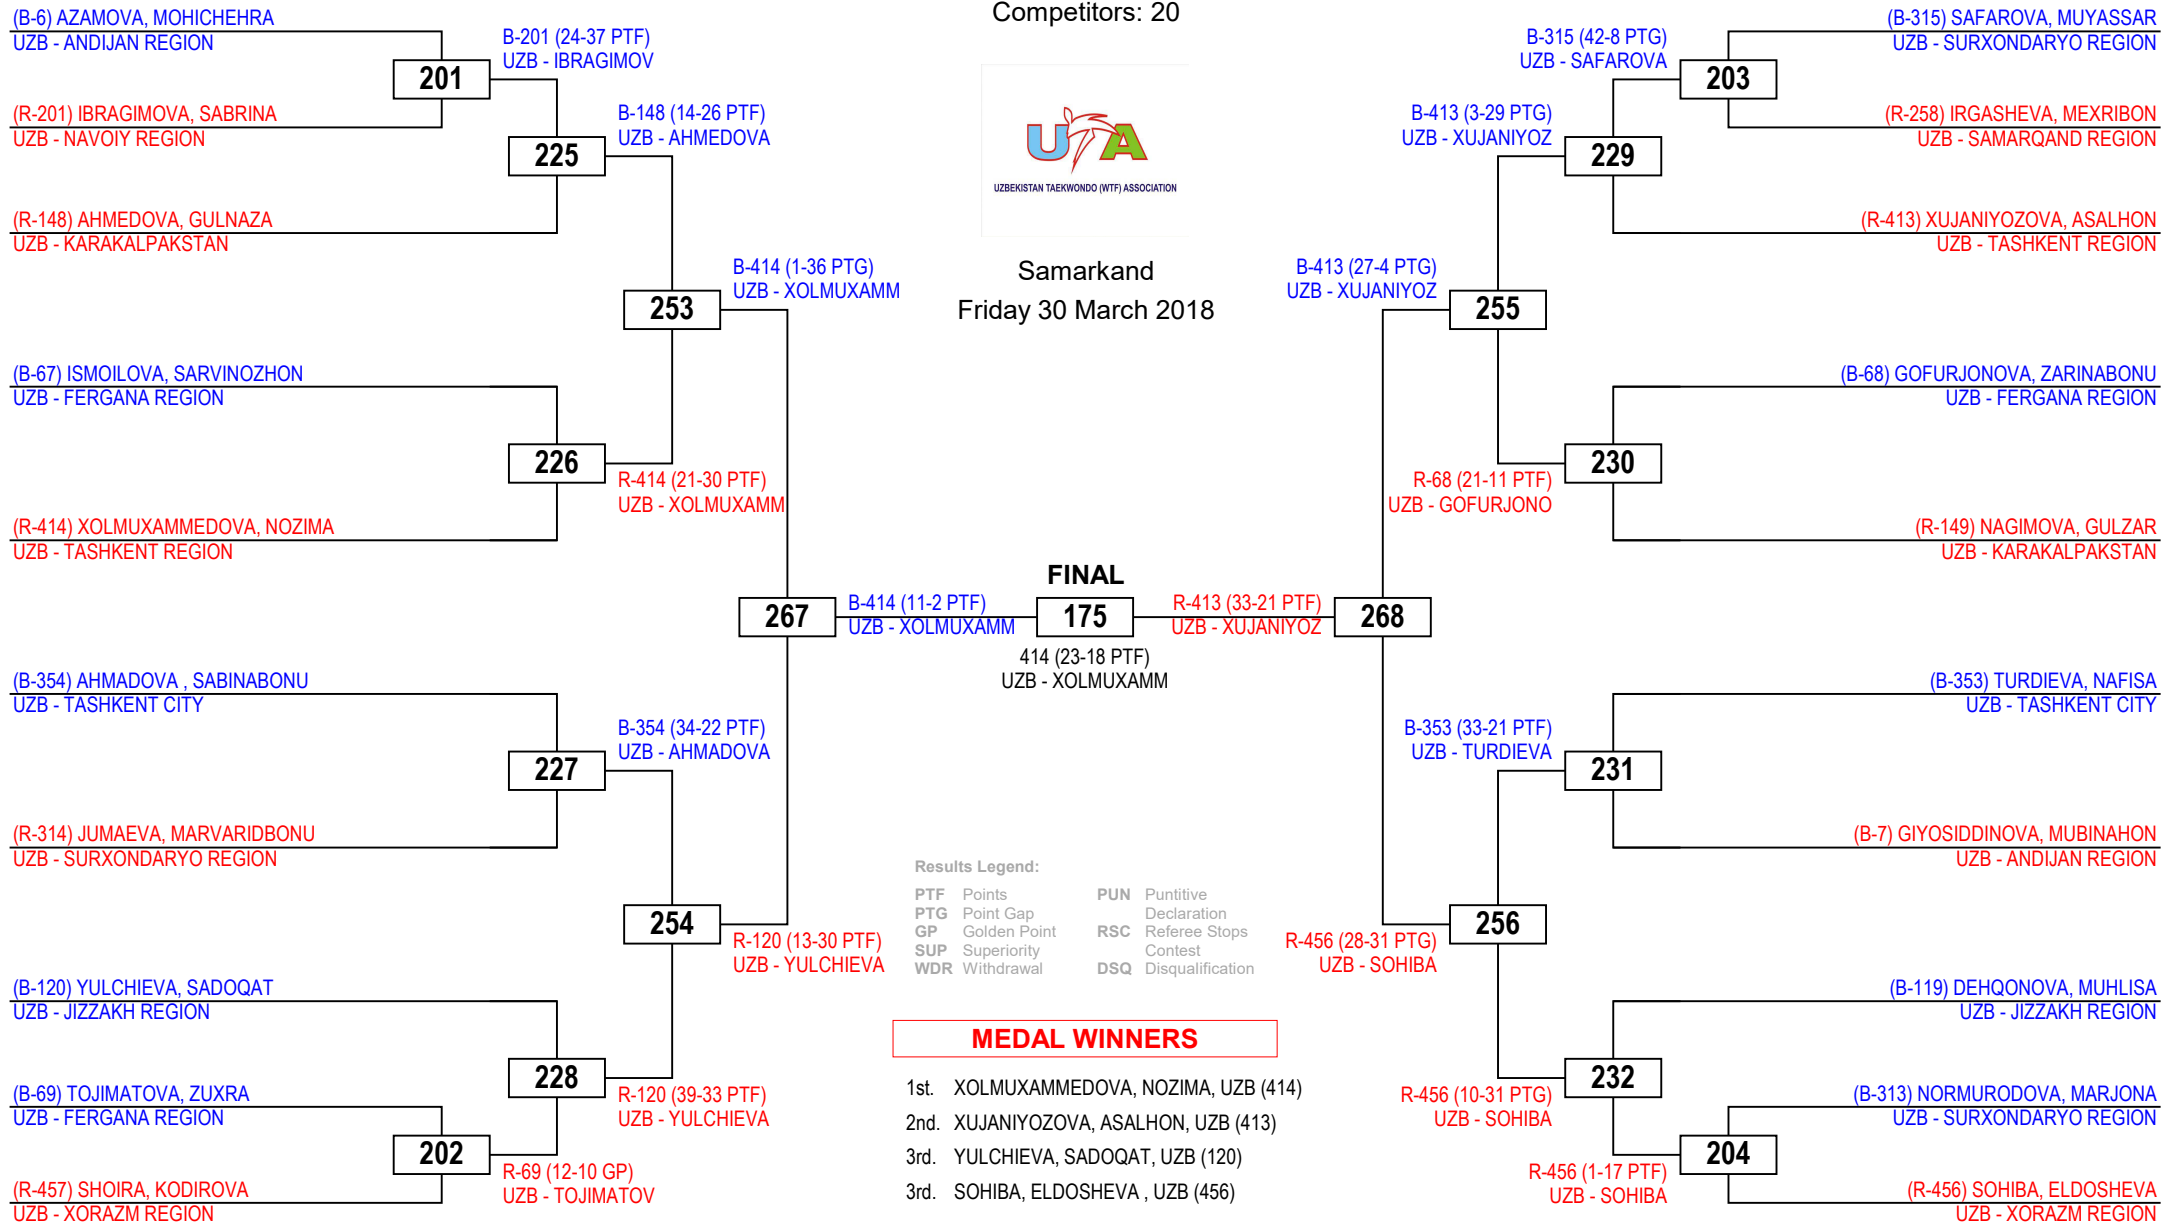 Competitors: 20
UTA
UZBEKISTAN TAEKWONDO (WTF) ASSOCIATION
Samarkand
Friday 30 March 2018
(B-6) AZAMOVA, MOHICHEHRA
UZB - ANDIJAN REGION
201
B-201 (24-37 PTF)
UZB - IBRAGIMOV
(R-201) IBRAGIMOVA, SABRINA
UZB - NAVOIY REGION
B-148 (14-26 PTF)
UZB - AHMEDOVA
225
(R-148) AHMEDOVA, GULNAZA
UZB - KARAKALPAKSTAN
B-414 (1-36 PTG)
UZB - XOLMUXAMM
253
(B-67) ISMOILOVA, SARVINOZHON
UZB - FERGANA REGION
226
R-414 (21-30 PTF)
UZB - XOLMUXAMM
(R-414) XOLMUXAMMEDOVA, NOZIMA
UZB - TASHKENT REGION
267
B-414 (11-2 PTF)
UZB - XOLMUXAMM
(B-354) AHMADOVA , SABINABONU
UZB - TASHKENT CITY
B-354 (34-22 PTF)
UZB - AHMADOVA
227
(R-314) JUMAEVA, MARVARIDBONU
UZB - SURXONDARYO REGION
254
R-120 (13-30 PTF)
UZB - YULCHIEVA
(B-120) YULCHIEVA, SADOQAT
UZB - JIZZAKH REGION
228
R-120 (39-33 PTF)
UZB - YULCHIEVA
(B-69) TOJIMATOVA, ZUXRA
UZB - FERGANA REGION
202
R-69 (12-10 GP)
UZB - TOJIMATOV
(R-457) SHOIRA, KODIROVA
UZB - XORAZM REGION
FINAL
175
414 (23-18 PTF)
UZB - XOLMUXAMM
(B-315) SAFAROVA, MUYASSAR
UZB - SURXONDARYO REGION
B-315 (42-8 PTG)
UZB - SAFAROVA
203
(R-258) IRGASHEVA, MEXRIBON
UZB - SAMARQAND REGION
B-413 (3-29 PTG)
UZB - XUJANIYOZ
229
(R-413) XUJANIYOZOVA, ASALHON
UZB - TASHKENT REGION
B-413 (27-4 PTG)
UZB - XUJANIYOZ
255
(B-68) GOFURJONOVA, ZARINABONU
UZB - FERGANA REGION
230
R-68 (21-11 PTF)
UZB - GOFURJONO
(R-149) NAGIMOVA, GULZAR
UZB - KARAKALPAKSTAN
R-413 (33-21 PTF)
UZB - XUJANIYOZ
268
(B-353) TURDIEVA, NAFISA
UZB - TASHKENT CITY
B-353 (33-21 PTF)
UZB - TURDIEVA
231
(B-7) GIYOSIDDINOVA, MUBINAHON
UZB - ANDIJAN REGION
256
R-456 (28-31 PTG)
UZB - SOHIBA
(B-119) DEHQONOVA, MUHLISA
UZB - JIZZAKH REGION
232
R-456 (10-31 PTG)
UZB - SOHIBA
(B-313) NORMURODOVA, MARJONA
UZB - SURXONDARYO REGION
204
R-456 (1-17 PTF)
UZB - SOHIBA
(R-456) SOHIBA, ELDOSHEVA
UZB - XORAZM REGION
Results Legend:
PTF Points PUN Puntitive
PTG Point Gap Declaration
GP Golden Point RSC Referee Stops
SUP Superiority Contest
WDR Withdrawal DSQ Disqualification
MEDAL WINNERS
1st. XOLMUXAMMEDOVA, NOZIMA, UZB (414)
2nd. XUJANIYOZOVA, ASALHON, UZB (413)
3rd. YULCHIEVA, SADOQAT, UZB (120)
3rd. SOHIBA, ELDOSHEVA , UZB (456)